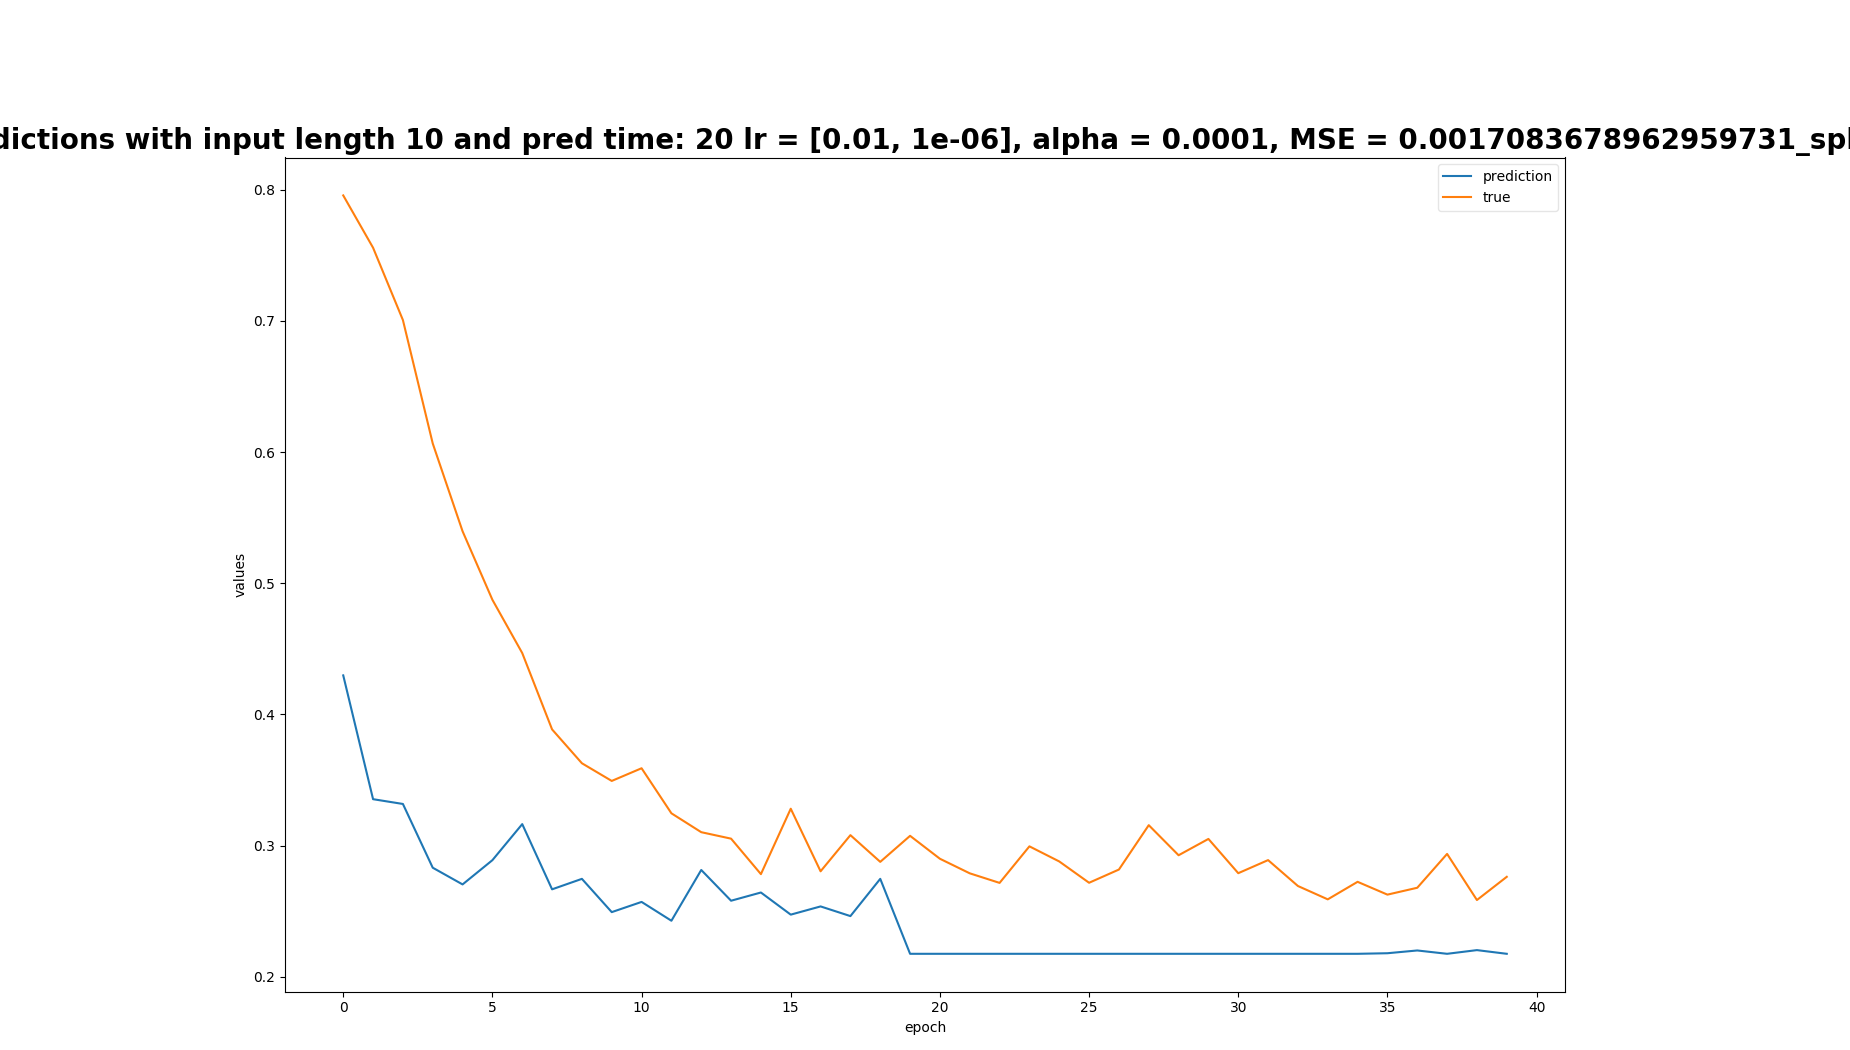 dictions with input length 10 and pred time: 20 lr = [0.01, 1e-06], alpha = 0.0001, MSE = 0.0017083678962959731_spl
prediction
true
0.8
0.7
0.6
0.5
0.4
0.3
0.2
values
0 5 10 15 20 25 30 35 40
epoch